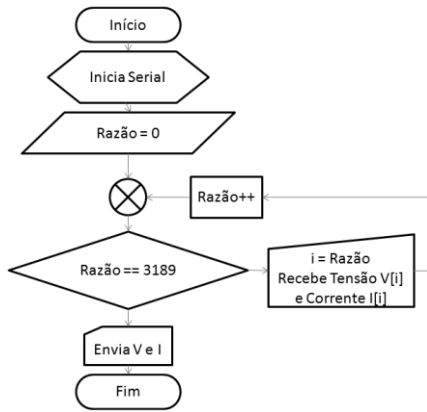 Início
Inicia Serial
Razão = 0
Razão++
Razão == 3189
i = Razão
Recebe Tensão V[i]
e Corrente I[i]
Envia V e I
Fim